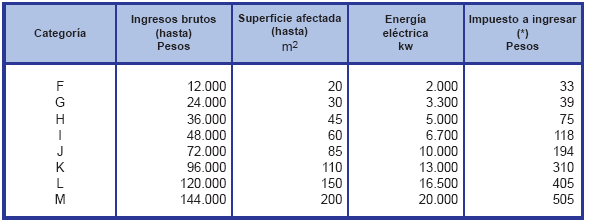 Categoría Ingresos brutos (hasta) Pesos Superficie afectada (hasta) m2 Energía eléctrica kw Impuesto a ingresar (*) Pesos
F 12.000 20 2.000 33
G 24.000 30 3.300 39
H 36.000 45 5.000 75
I 48.000 60 6.700 118
J 72.000 85 10.000 194
K 96.000 110 13.000 310
L 120.000 150 16.500 405
M 144.000 200 20.000 505